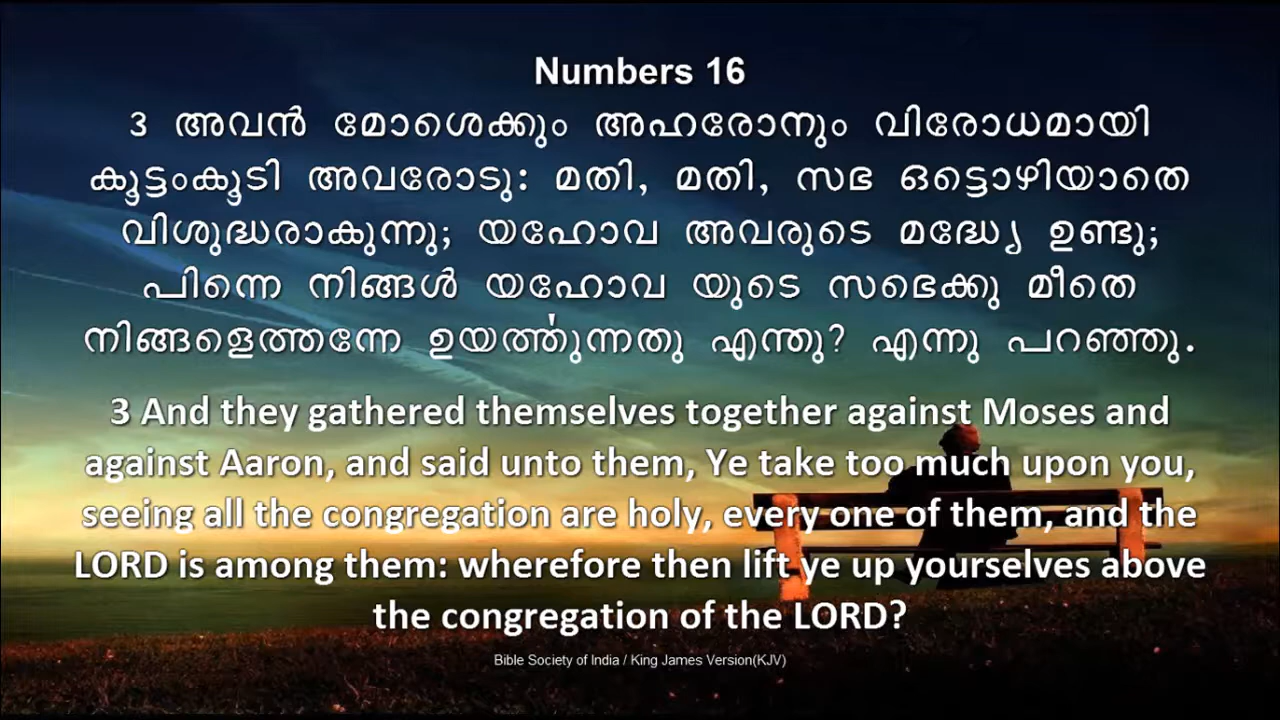 Numbers 16
3 അവൻ മോശെക്കും അഹരോനും വിരോധമായി
കൂട്ടംകൂടി അവരോടു: മതി, മതി, സഭ ഒട്ടൊഴിയാതെ
വിശുദ്ധരാകുന്നു; യഹോവ അവരുടെ മദ്ധ്യേ ഉണ്ടു;
പിന്നെ നിങ്ങൾ യഹോവ യുടെ സഭെക്കു മീതെ
നിങ്ങളെത്തന്നേ ഉയർത്തുന്നതു എന്തു? എന്നു പറഞ്ഞു.
3 And they gathered themselves together against Moses and
against Aaron, and said unto them, Ye take too much upon you,
seeing all the congregation are holy, every one of them, and the
LORD is among them: wherefore then lift ye up yourselves above
the congregation of the LORD?
Bible Society of India / King James Version(KJV)